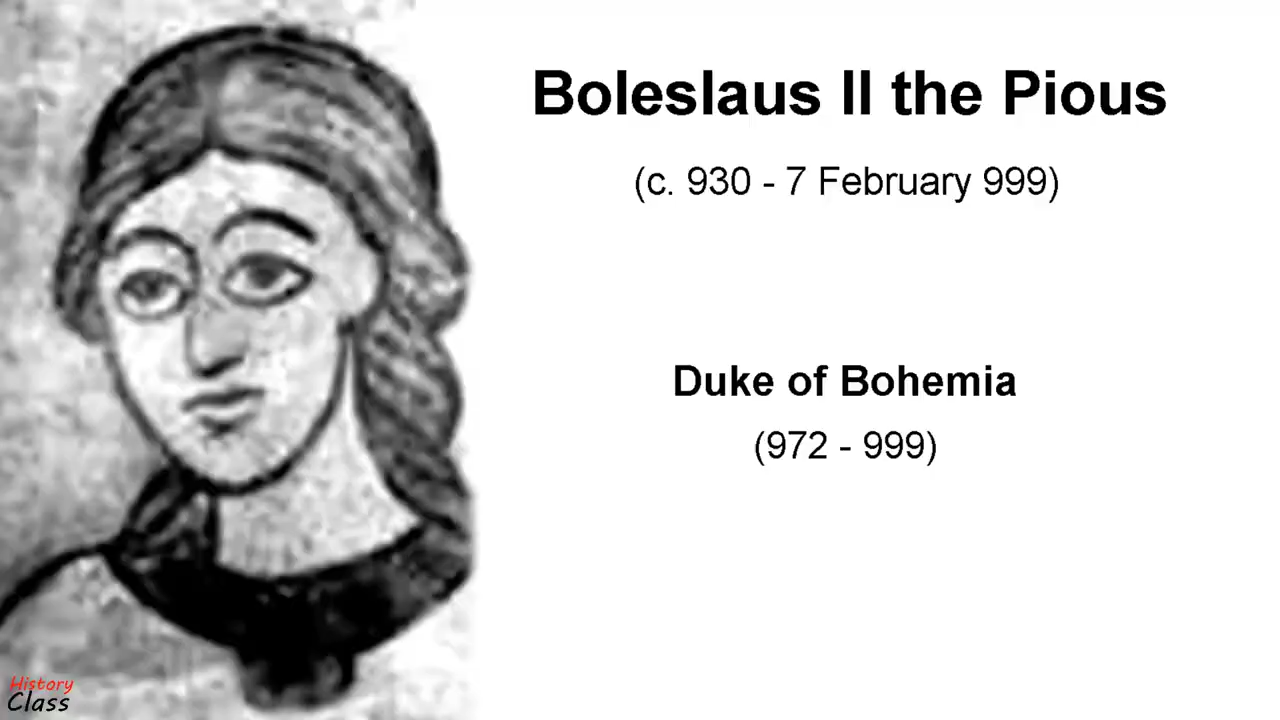 Boleslaus II the Pious
(c. 930 - 7 February 999)
Duke of Bohemia
(972 - 999)
History
Class